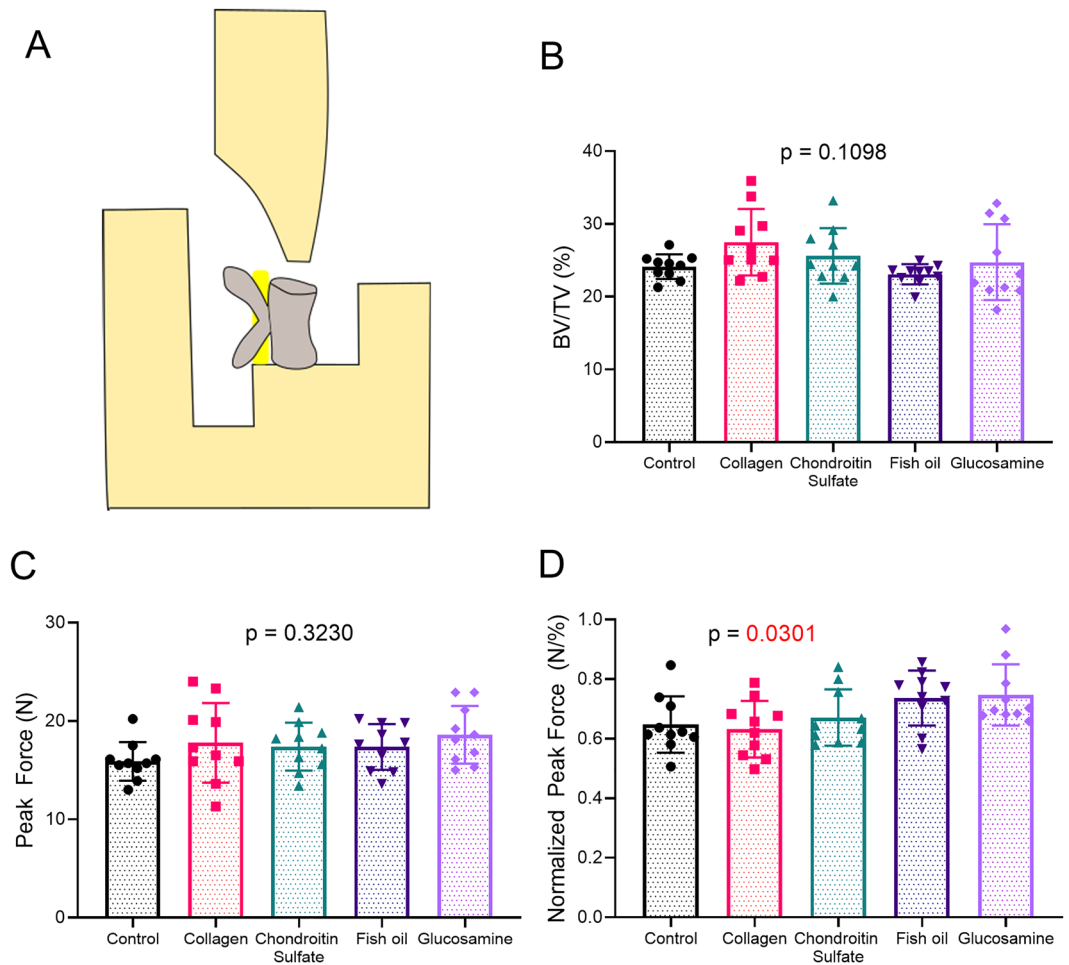 A
B
p = 0.1098
BV/TV (%)
40
30
20
10
0
Control
Collagen
Chondroitin
Sulfate
Fish oil
Glucosamine
C
p = 0.3230
Peak Force (N)
30
20
10
0
Control
Collagen
Chondroitin
Sulfate
Fish oil
Glucosamine
D
p = 0.0301
Normalized Peak Force (N/%)
1.0
0.8
0.6
0.4
0.2
0.0
Control
Collagen
Chondroitin
Sulfate
Fish oil
Glucosamine